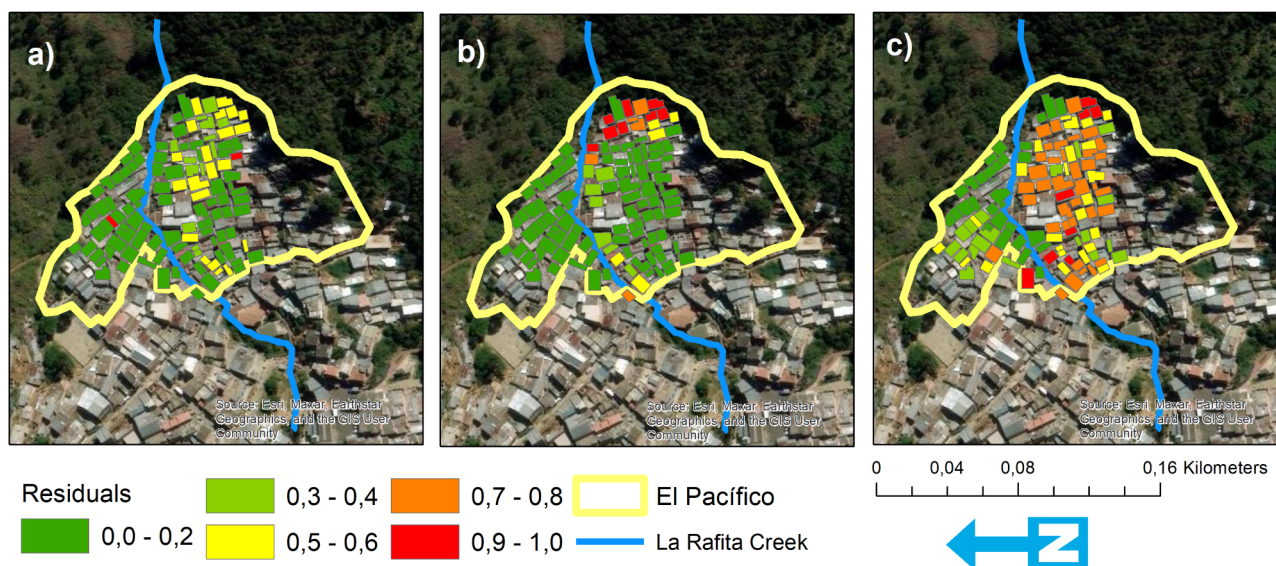 a)
b)
c)
Source: Esri, Maxar, Earthstar
Geographics, and the GIS User
Community
Source: Esri, Maxar, Earthstar
Geographics, and the GIS User
Community
Source: Esri, Maxar, Earthstar
Geographics, and the GIS User
Community
0 0,04 0,08 0,16 Kilometers
Residuals
0,0 - 0,2
0,3 - 0,4
0,5 - 0,6
0,7 - 0,8
0,9 - 1,0
El Pacífico
La Rafita Creek
N